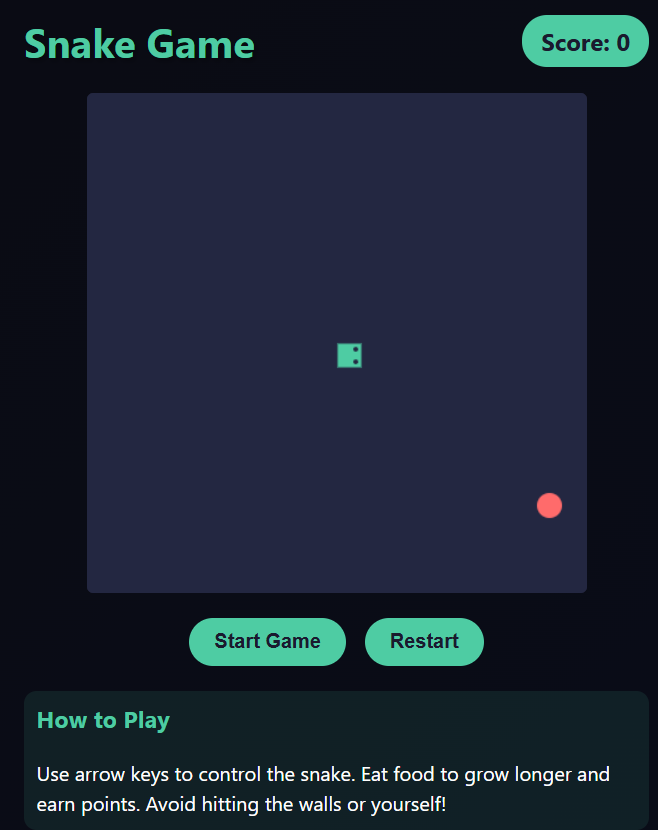 Snake Game
Score: 0
Start Game
Restart
How to Play
Use arrow keys to control the snake. Eat food to grow longer and
earn points. Avoid hitting the walls or yourself!